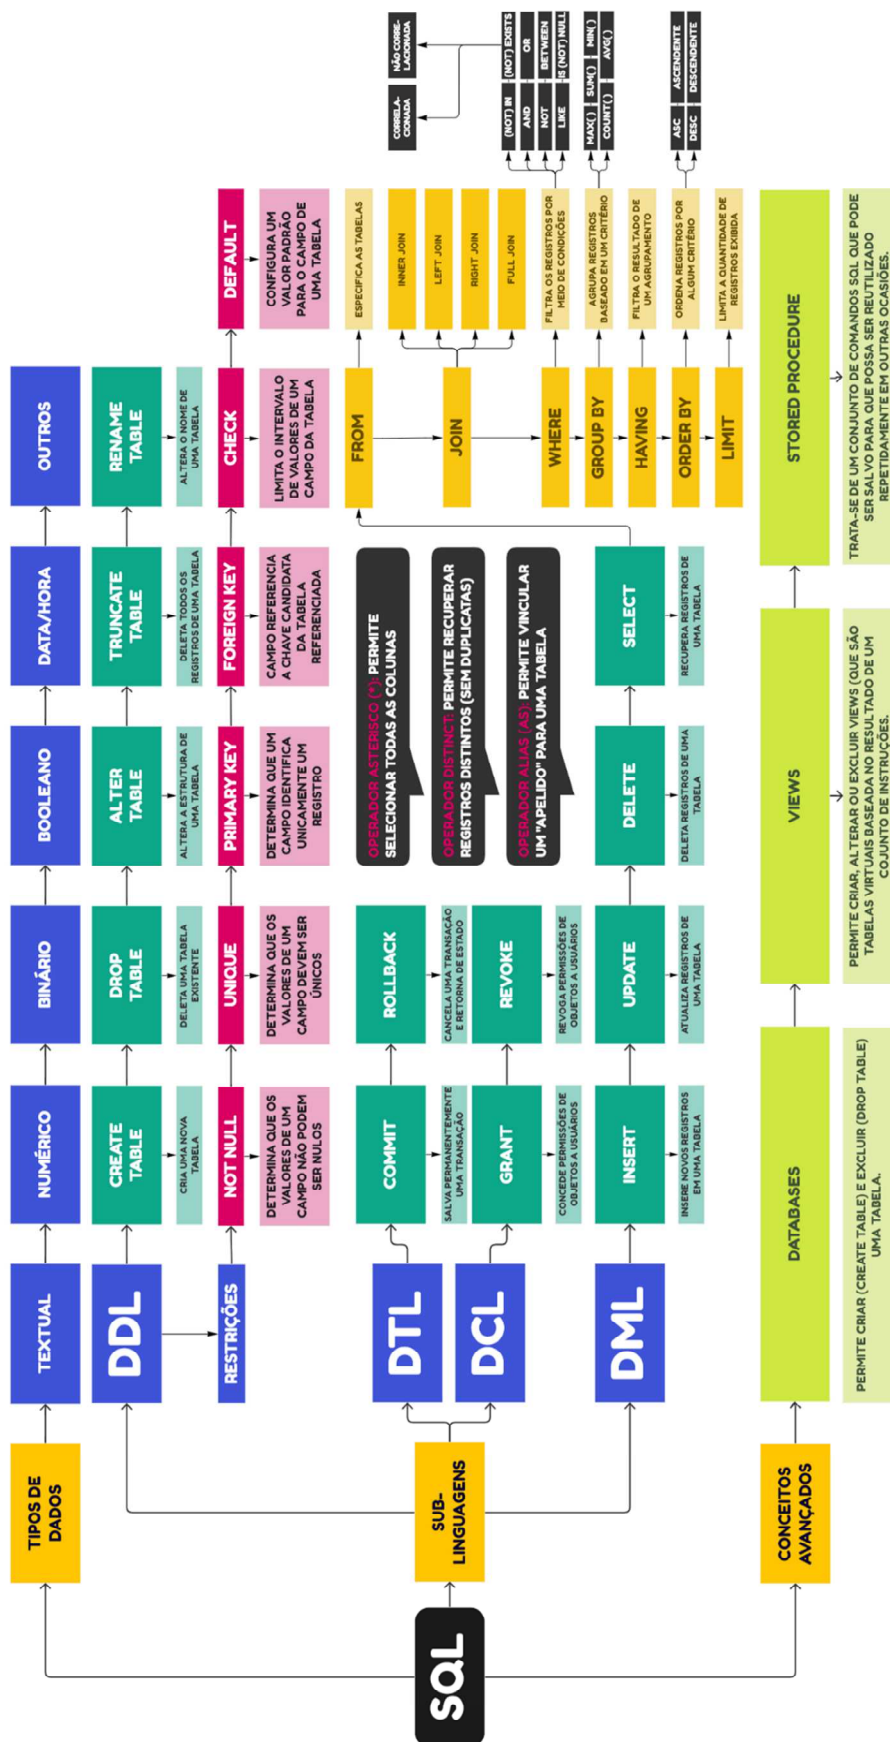 SQL
TIPOS DE
DADOS
TEXTUAL
NUMÉRICO
BINÁRIO
BOOLEANO
DATA/HORA
OUTROS
SUB-
LINGUAGENS
DDL
CREATE
TABLE
CRIA UMA NOVA
TABELA
DROP
TABLE
DELETA UMA TABELA
EXISTENTE
ALTER
TABLE
ALTERA A ESTRUTURA DE
UMA TABELA
TRUNCATE
TABLE
DELETA TODOS OS
REGISTROS DE UMA TABELA
RENAME
TABLE
ALTERA O NOME DE
UMA TABELA
RESTRIÇÕES
NOT NULL
DETERMINA QUE OS
VALORES DE UM
CAMPO NÃO PODEM
SER NULOS
UNIQUE
DETERMINA QUE OS
VALORES DE UM
CAMPO DEVEM SER
ÚNICOS
PRIMARY KEY
DETERMINA QUE UM
CAMPO IDENTIFICA
UNICAMENTE UM
REGISTRO
FOREIGN KEY
CAMPO REFERENCIA
A CHAVE CANDIDATA
DA TABELA
REFERENCIADA
CHECK
LIMITA O INTERVALO
DE VALORES DE UM
CAMPO DA TABELA
DEFAULT
CONFIGURA UM
VALOR PADRÃO
PARA O CAMPO DE
UMA TABELA
DTL
COMMIT
SALVA PERMANENTEMENTE
UMA TRANSAÇÃO
ROLLBACK
CANCELA UMA TRANSAÇÃO
E RETORNA DE ESTADO
DCL
GRANT
CONCEDE PERMISSÕES DE
OBJETOS A USUÁRIOS
REVOKE
REVOGA PERMISSÕES DE
OBJETOS A USUÁRIOS
DML
INSERT
INSERE NOVOS REGISTROS
EM UMA TABELA
UPDATE
ATUALIZA REGISTROS DE
UMA TABELA
DELETE
DELETA REGISTROS DE UMA
TABELA
SELECT
RECUPERA REGISTROS DE
UMA TABELA
OPERADOR ASTERISCO (*): PERMITE
SELECIONAR TODAS AS COLUNAS
OPERADOR DISTINCT: PERMITE RECUPERAR
REGISTROS DISTINTOS (SEM DUPLICATAS)
OPERADOR ALIAS (AS): PERMITE VINCULAR
UM "APELIDO" PARA UMA TABELA
FROM
ESPECIFICA AS TABELAS
JOIN
INNER JOIN
LEFT JOIN
RIGHT JOIN
FULL JOIN
WHERE
FILTRA OS REGISTROS POR
MEIO DE CONDIÇÕES
(NOT) IN
(NOT) EXISTS
AND
OR
NOT
BETWEEN
LIKE
IS (NOT) NULL
CORRELA-
CIONADA
NÃO CORRE-
LACIONADA
GROUP BY
AGRUPA REGISTROS
BASEADO EM UM CRITÉRIO
MAX()
SUM()
MIN()
COUNT()
AVG()
HAVING
FILTRA O RESULTADO DE
UM AGRUPAMENTO
ORDER BY
ORDENA REGISTROS POR
ALGUM CRITÉRIO
ASC
ASCENDENTE
DESC
DESCENDENTE
LIMIT
LIMITA A QUANTIDADE DE
REGISTROS EXIBIDA
CONCEITOS
AVANÇADOS
DATABASES
PERMITE CRIAR (CREATE TABLE) E EXCLUIR (DROP TABLE)
UMA TABELA.
VIEWS
PERMITE CRIAR, ALTERAR OU EXCLUIR VIEWS (QUE SÃO
TABELAS VIRTUAIS BASEADA NO RESULTADO DE UM
COJUNTO DE INSTRUÇÕES.
STORED PROCEDURE
TRATA-SE DE UM CONJUNTO DE COMANDOS SQL QUE PODE
SER SALVO PARA QUE POSSA SER REUTILIZADO
REPETIDAMENTE EM OUTRAS OCASIÕES.